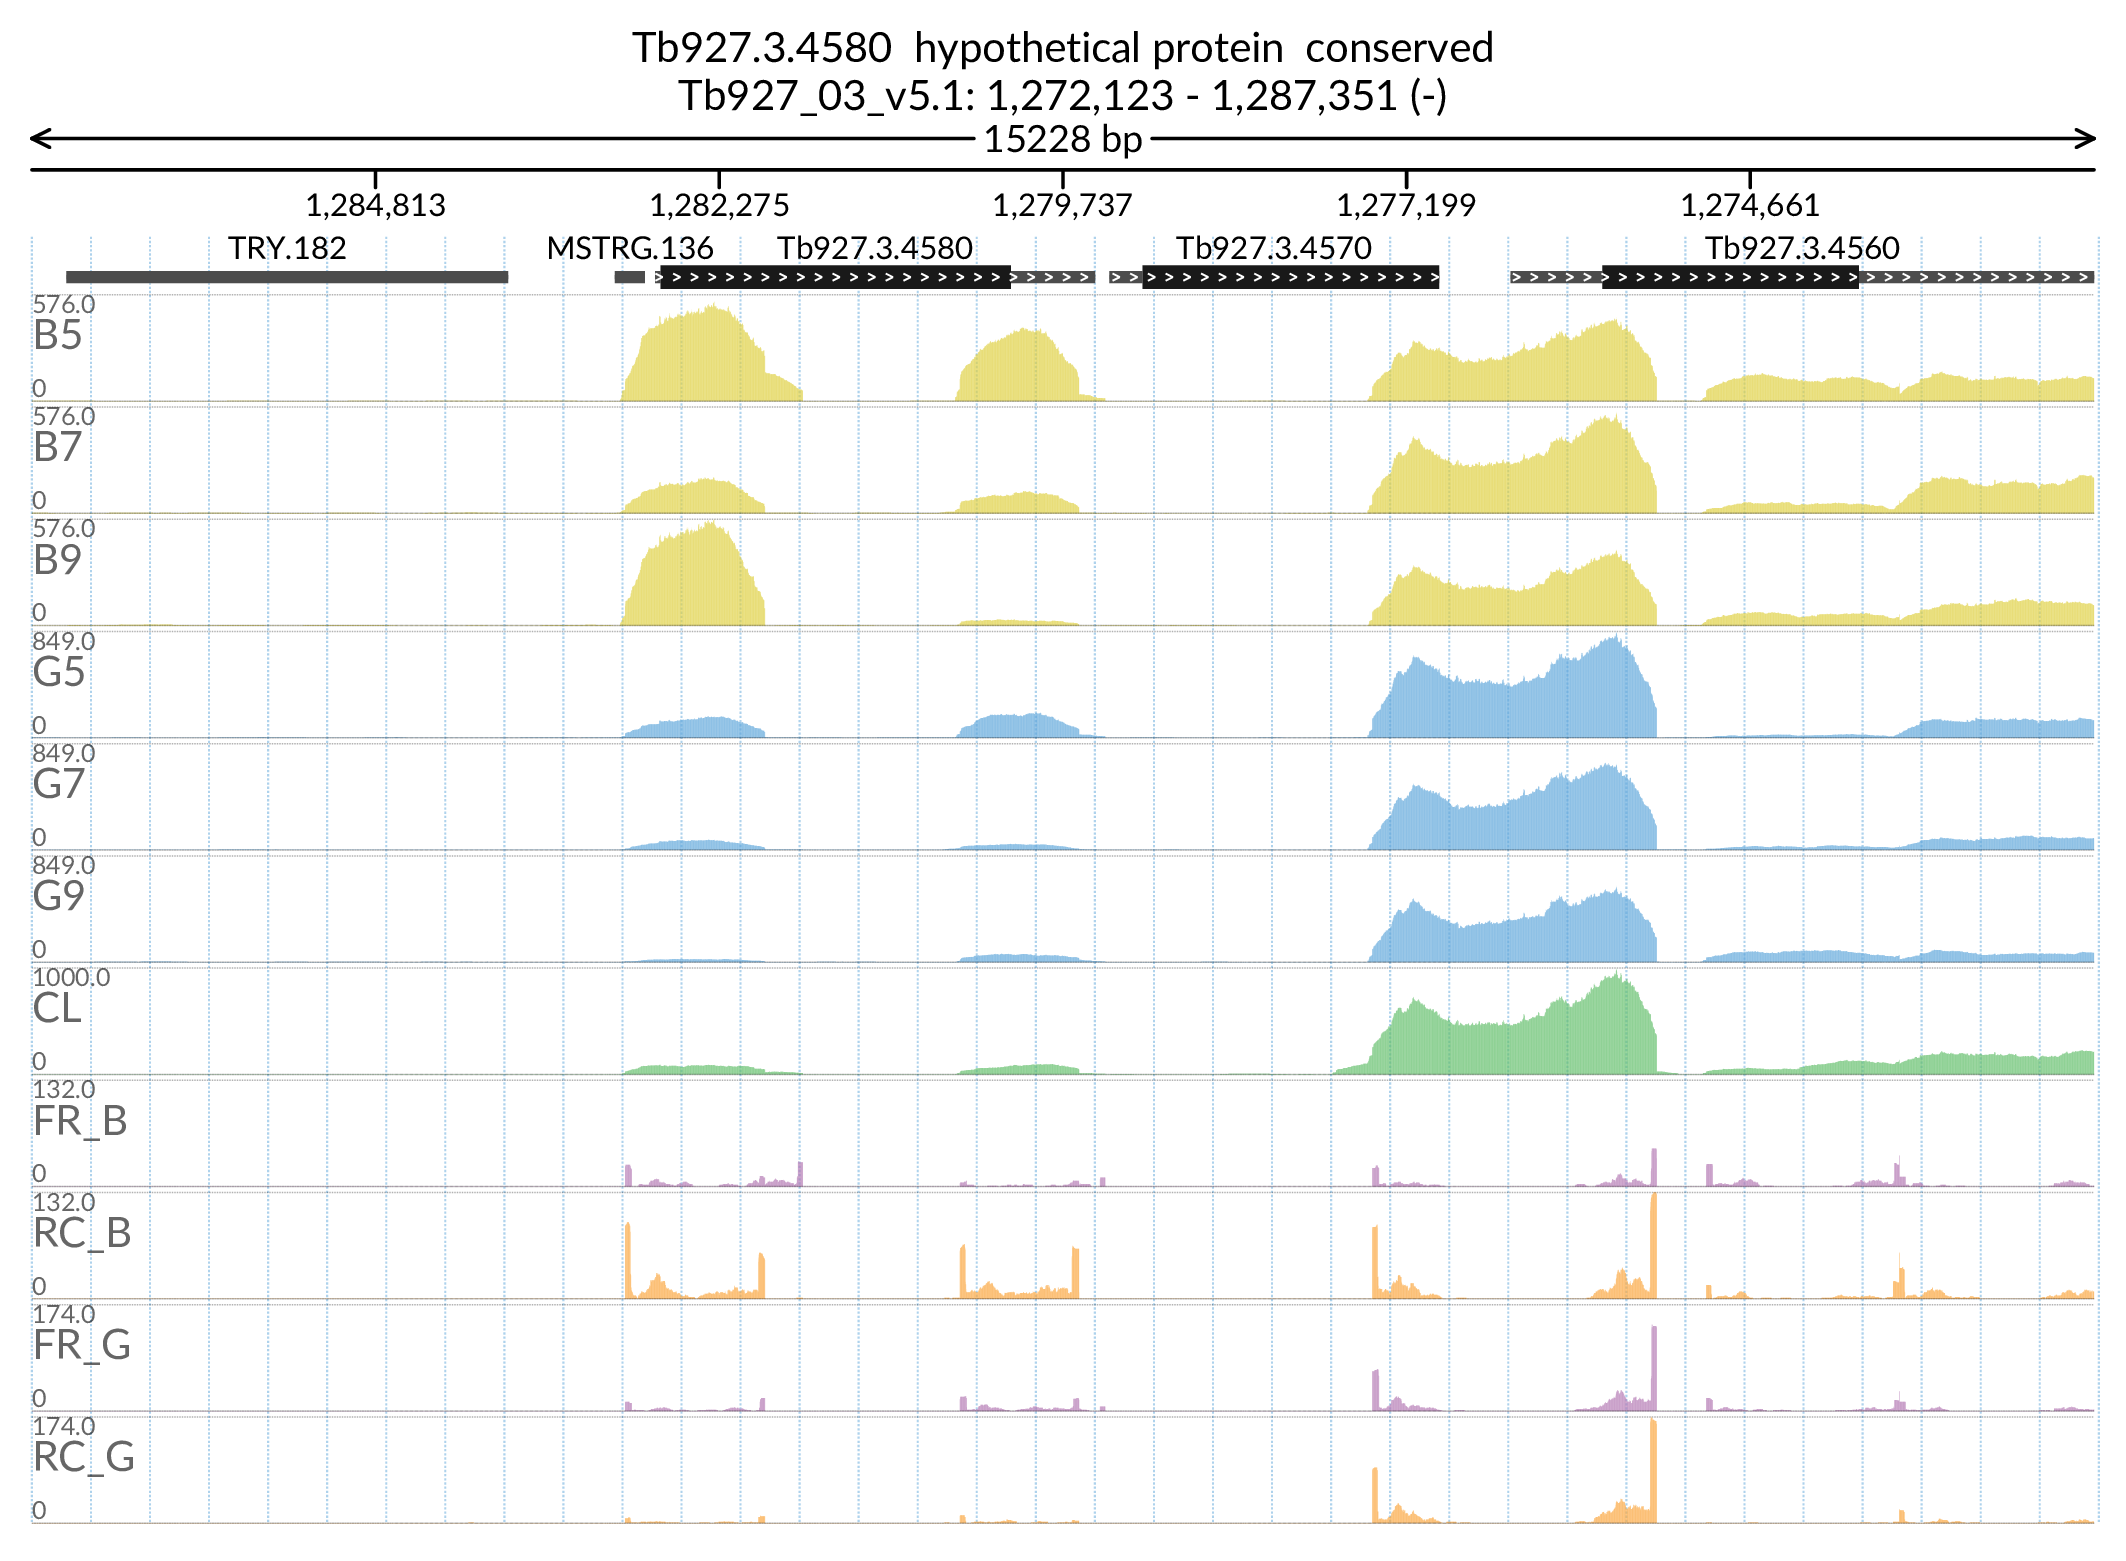 Tb927.3.4580  hypothetical protein  conserved
Tb927_03_v5.1: 1,272,123 - 1,287,351 (-)
15228 bp
1,284,813 1,282,275 1,279,737 1,277,199 1,274,661
TRY.182 MSTRG.136 Tb927.3.4580 Tb927.3.4570 Tb927.3.4560
576.0
B5
0
576.0
B7
0
576.0
B9
0
849.0
G5
0
849.0
G7
0
849.0
G9
0
1000.0
CL
0
132.0
FR_B
0
132.0
RC_B
0
174.0
FR_G
0
174.0
RC_G
0